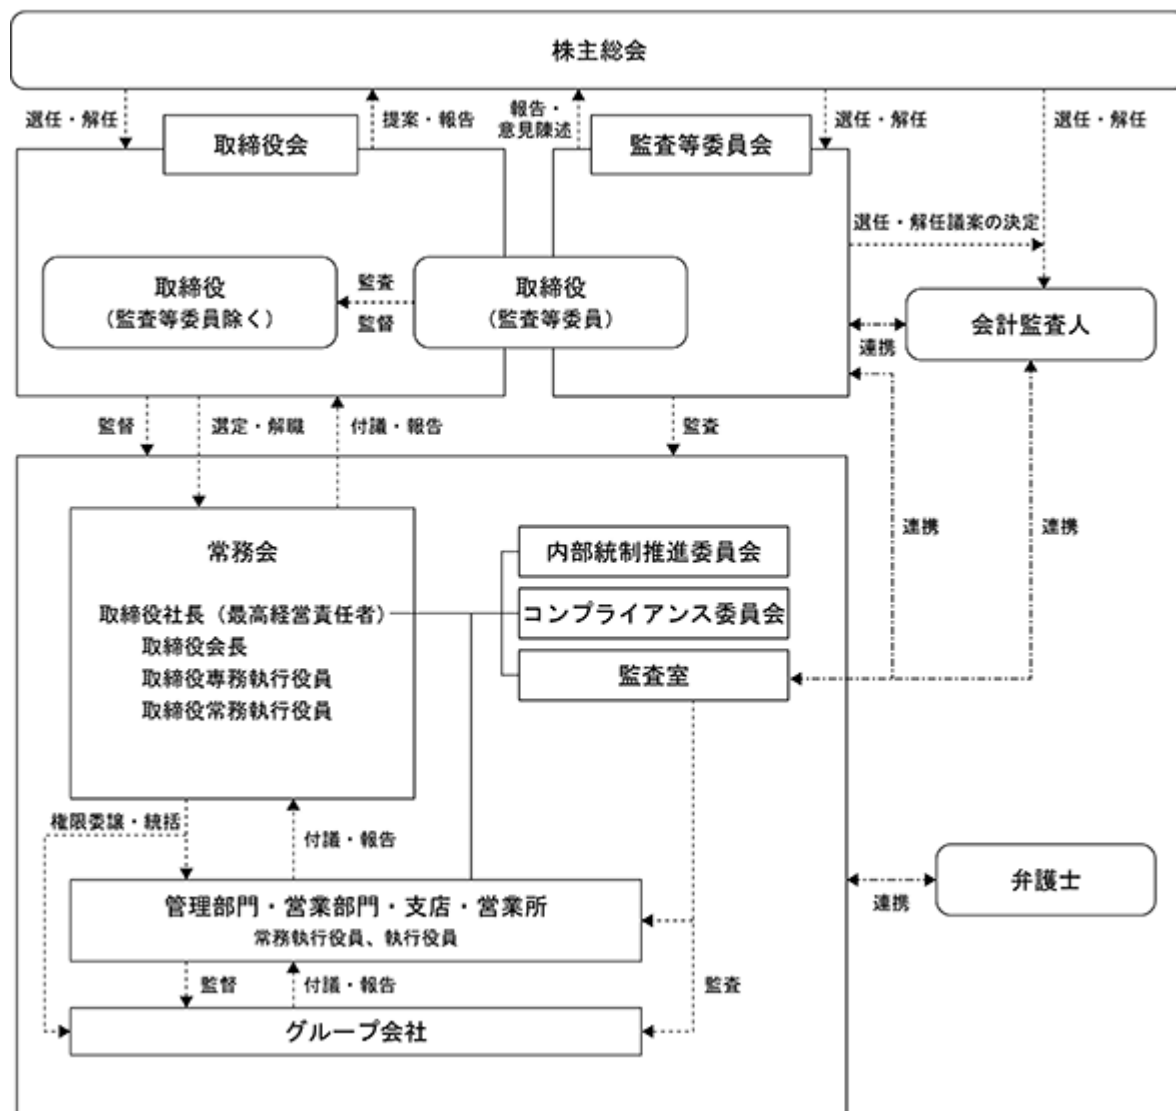 株主総会
選任・解任
提案・報告
報告・
意見陳述
選任・解任
選任・解任
取締役会
監査等委員会
選任・解任議案の決定
取締役
(監査等委員除く)
監査
監督
取締役
(監査等委員)
会計監査人
連携
監督
選定・解職
付議・報告
監査
常務会
取締役社長(最高経営責任者)
取締役会長
取締役専務執行役員
取締役常務執行役員
内部統制推進委員会
コンプライアンス委員会
監査室
連携
連携
権限委譲・統括
付議・報告
管理部門・営業部門・支店・営業所
常務執行役員、執行役員
弁護士
連携
監督
付議・報告
監査
グループ会社